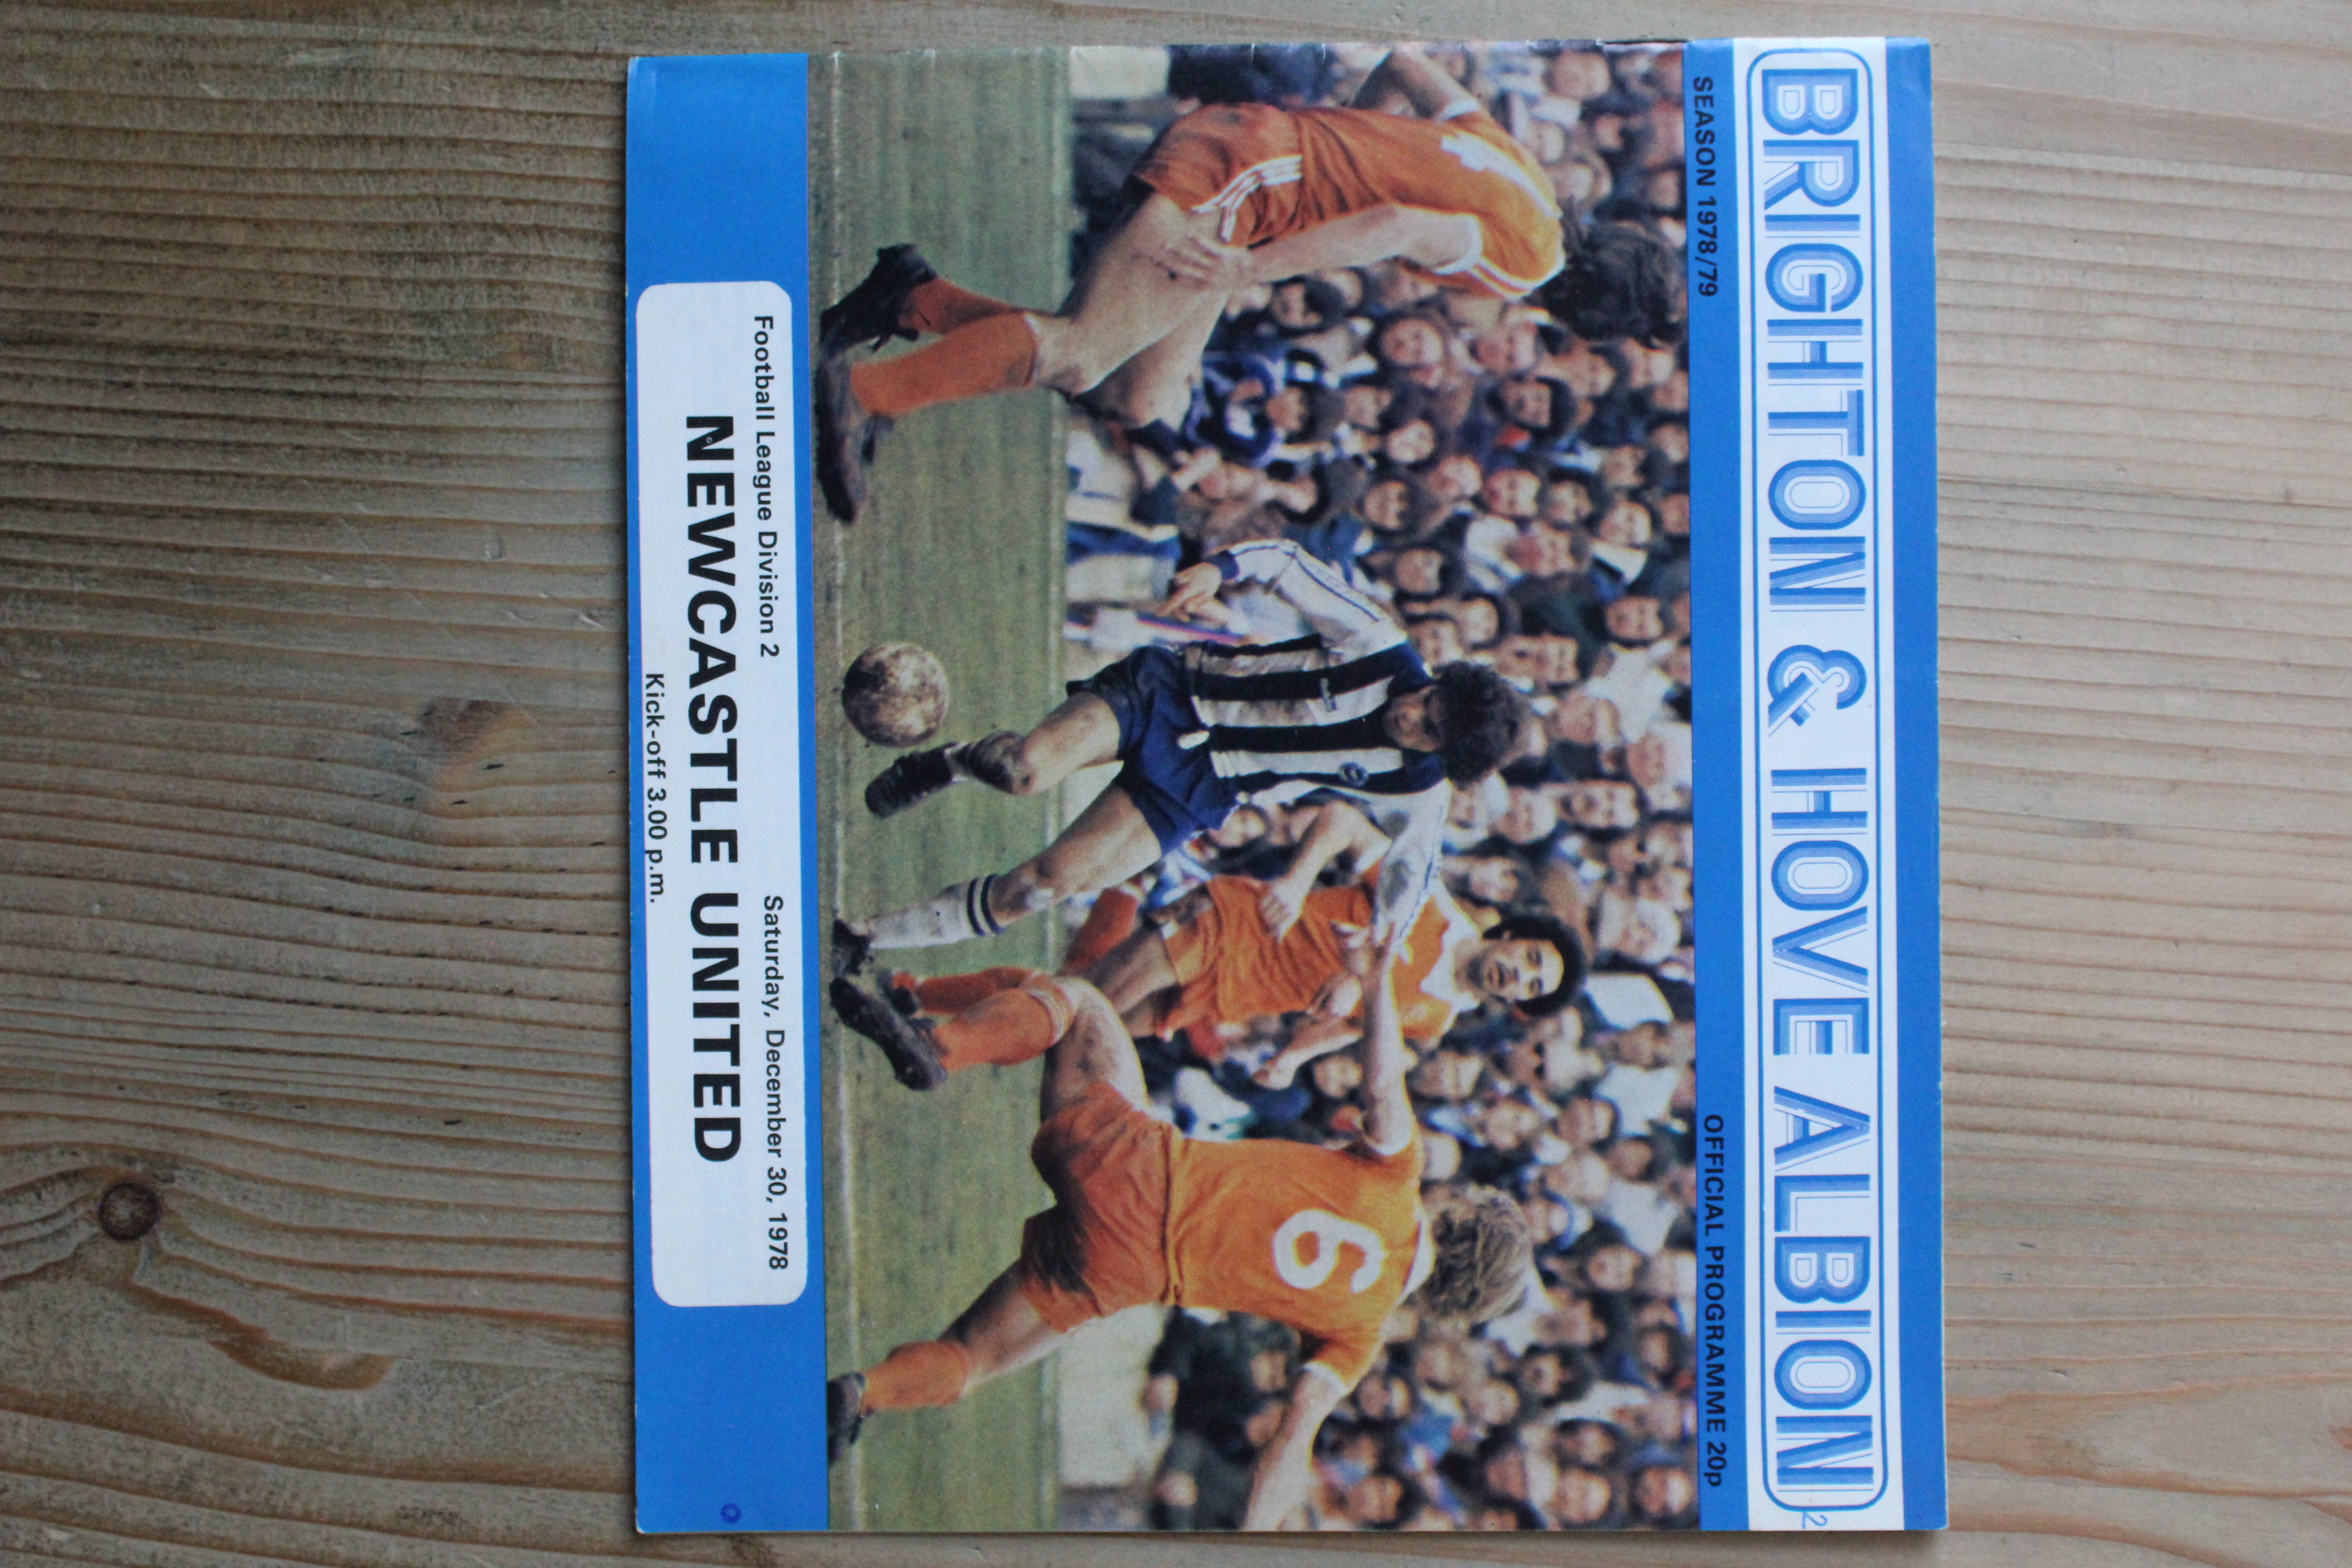 BRIGHTON & HOVE ALBION
2
SEASON 1978/79 OFFICIAL PROGRAMME 20p
6
Football League Division 2 Saturday, December 30, 1978
NEWCASTLE UNITED
Kick-off 3.00 p.m.